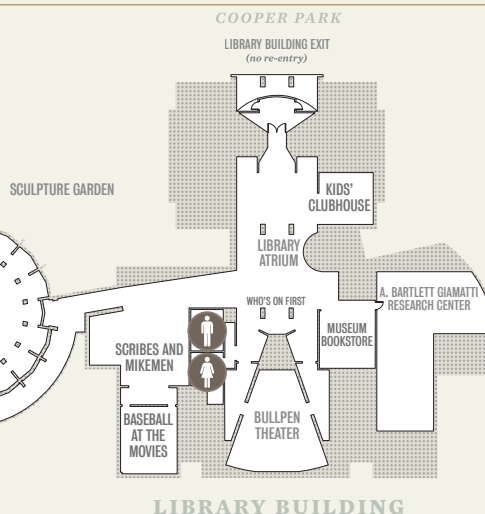 COOPER PARK
LIBRARY BUILDING EXIT
(no re-entry)
SCULPTURE GARDEN
KIDS'
CLUBHOUSE
LIBRARY
ATRIUM
A. BARTLETT GIAMATTI
RESEARCH CENTER
WHO'S ON FIRST
MUSEUM
BOOKSTORE
SCRIBES AND
MIKEMEN
BASEBALL
AT THE
MOVIES
BULLPEN
THEATER
LIBRARY BUILDING